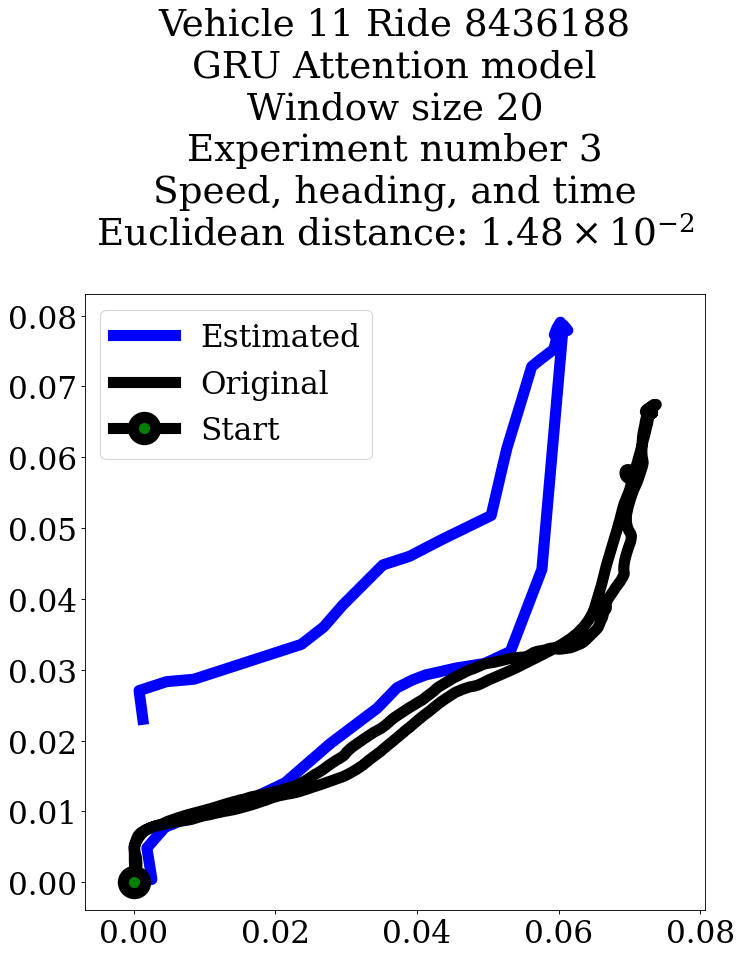 Vehicle 11 Ride 8436188
GRU Attention model
Window size 20
Experiment number 3
Speed, heading, and time
Euclidean distance: 1.48 × 10⁻²
Estimated
Original
Start
0.08
0.07
0.06
0.05
0.04
0.03
0.02
0.01
0.00
0.00 0.02 0.04 0.06 0.08